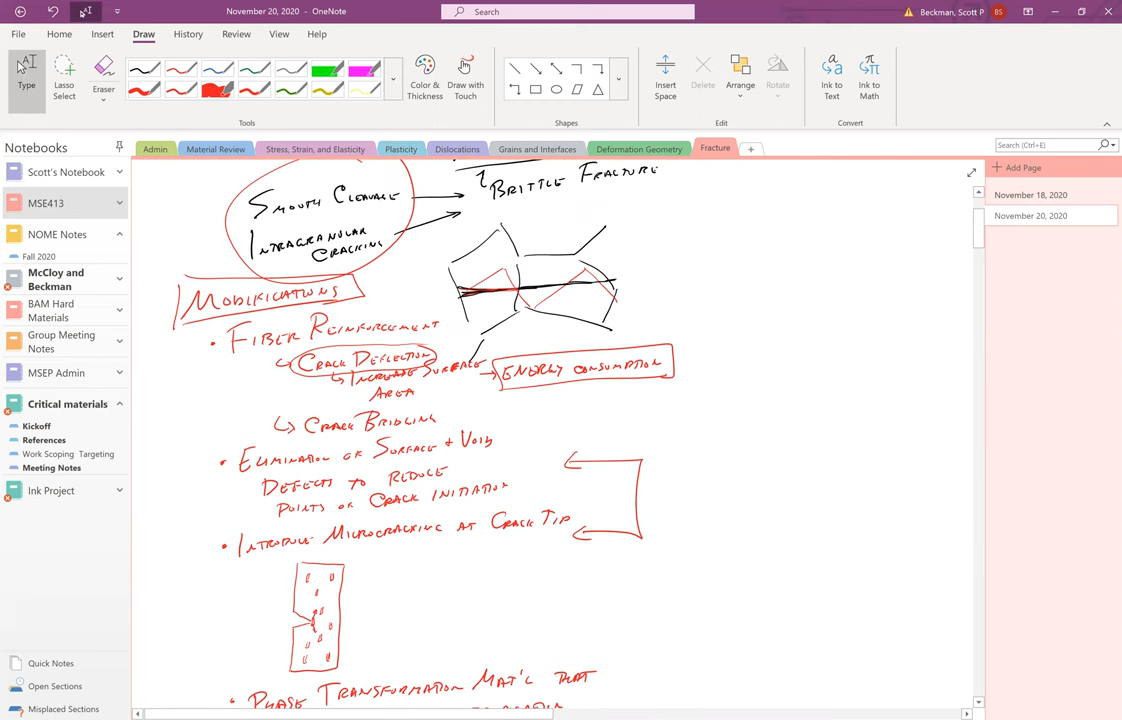 November 20, 2020 - OneNote
Search
Beckman, Scott P
BS
File
Home
Insert
Draw
History
Review
View
Help
Type
Lasso
Select
Eraser
Color &
Thickness
Draw with
Touch
Insert
Space
Delete
Arrange
Rotate
Ink to
Text
Ink to
Math
Tools
Shapes
Edit
Convert
Notebooks
Admin
Material Review
Stress, Strain, and Elasticity
Plasticity
Dislocations
Grains and Interfaces
Deformation Geometry
Fracture
Search (Ctrl+E)
Add Page
November 18, 2020
November 20, 2020
Scott's Notebook
MSE413
NOME Notes
Fall 2020
McCloy and
Beckman
BAM Hard
Materials
Group Meeting
Notes
MSEP Admin
Critical materials
Kickoff
References
Work Scoping Targeting
Meeting Notes
Ink Project
Quick Notes
Open Sections
Misplaced Sections
BRITTLE FRACTURE
SMOOTH CLEAVAGE
INTRAGRANULAR
CRACKING
MODIFICATIONS
• FIBER REINFORCEMENT
↳ CRACK DEFLECTION
↳ INCREASE SURFACE → ENERGY CONSUMPTION
AREA
↳ CRACK BRIDGING
• ELIMINATION OF SURFACE + VOID
DEFECTS TO REDUCE
POINTS OF CRACK INITIATION
• INTRODUCE MICROCRACKING AT CRACK TIP
• PHASE TRANSFORMATION MAT'L THAT